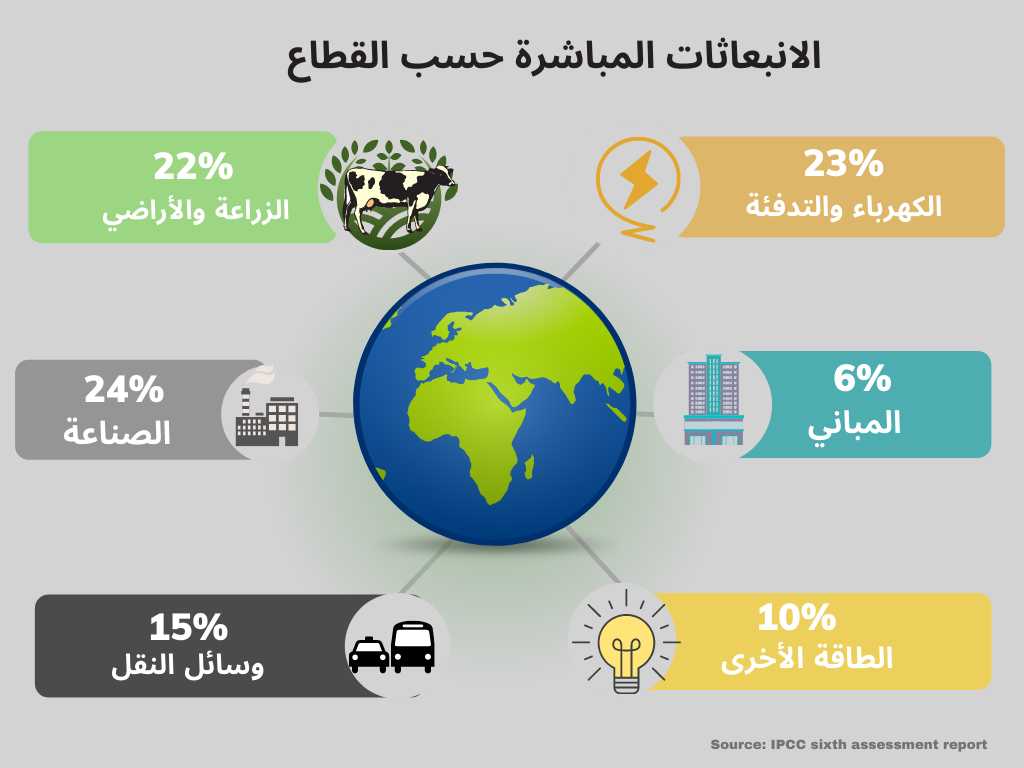 الانبعاثات المباشرة حسب القطاع
23%
الكهرباء والتدفئة
22%
الزراعة والأراضي
6%
المباني
24%
الصناعة
10%
الطاقة الأخرى
15%
وسائل النقل
Source: IPCC sixth assessment report